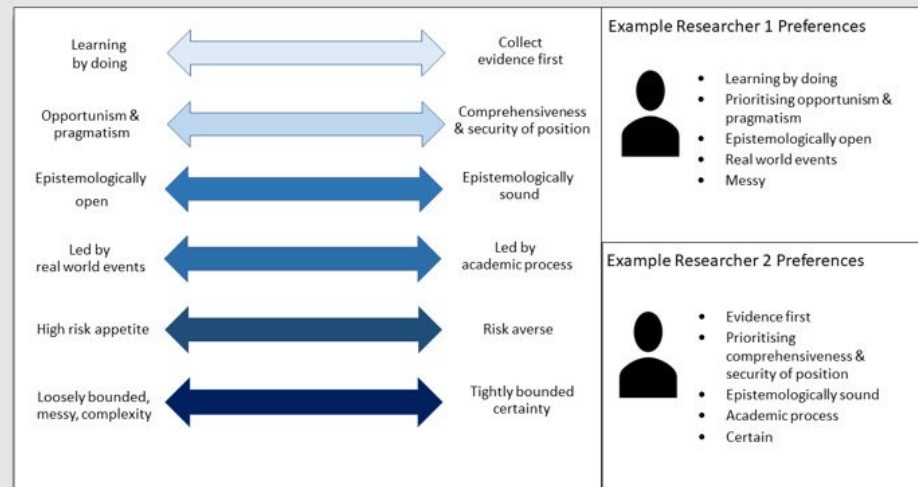 Learning
by doing
Collect
evidence first
Opportunism &
pragmatism
Comprehensiveness
& security of position
Epistemologically
open
Epistemologically
sound
Led by
real world events
Led by
academic process
High risk appetite
Risk averse
Loosely bounded,
messy, complexity
Tightly bounded
certainty
Example Researcher 1 Preferences
• Learning by doing
• Prioritising opportunism &
pragmatism
• Epistemologically open
• Real world events
• Messy
Example Researcher 2 Preferences
• Evidence first
• Prioritising
comprehensiveness &
security of position
• Epistemologically sound
• Academic process
• Certain